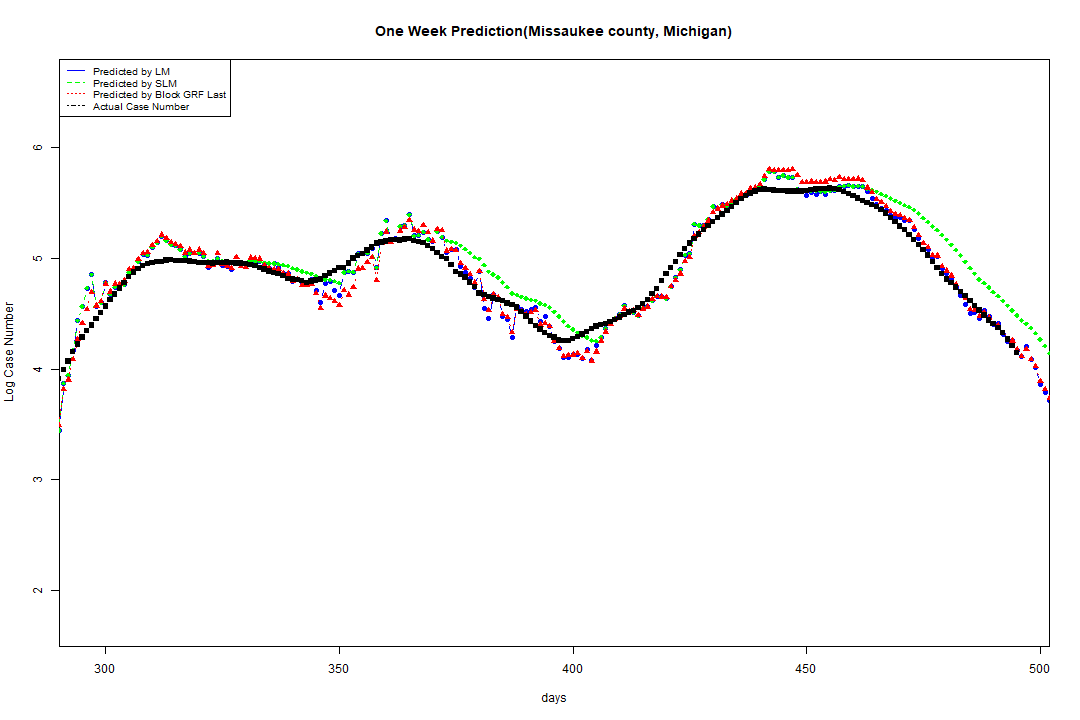 One Week Prediction(Missaukee county, Michigan)
Predicted by LM
Predicted by SLM
Predicted by Block GRF Last
Actual Case Number
6
5
4
3
2
Log Case Number
300 350 400 450 500
days